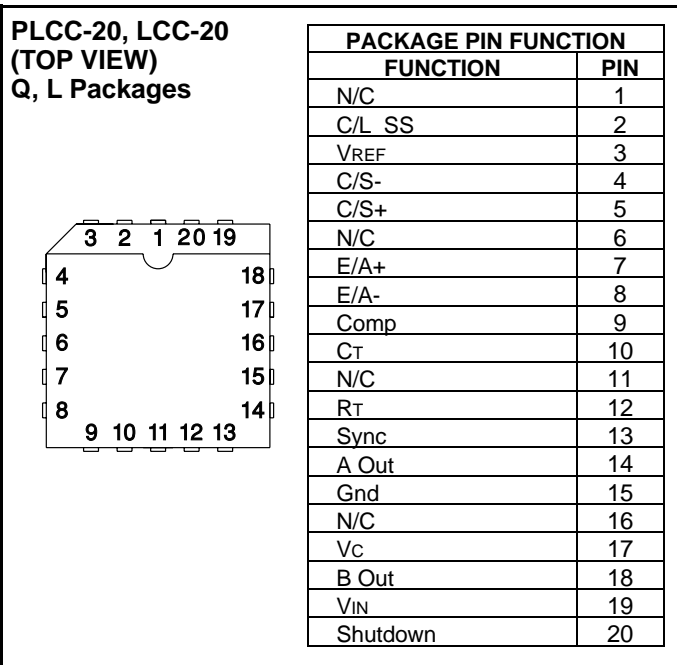 PLCC-20, LCC-20
(TOP VIEW)
Q, L Packages
3 2 1 20 19
4 18
5 17
6 16
7 15
8 14
9 10 11 12 13
PACKAGE PIN FUNCTION
FUNCTION PIN
N/C 1
C/L SS 2
VREF 3
C/S- 4
C/S+ 5
N/C 6
E/A+ 7
E/A- 8
Comp 9
CT 10
N/C 11
RT 12
Sync 13
A Out 14
Gnd 15
N/C 16
VC 17
B Out 18
VIN 19
Shutdown 20